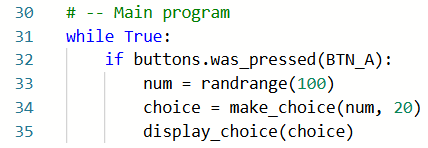 30 # -- Main program
31 while True:
32     if buttons.was_pressed(BTN_A):
33         num = randrange(100)
34         choice = make_choice(num, 20)
35         display_choice(choice)